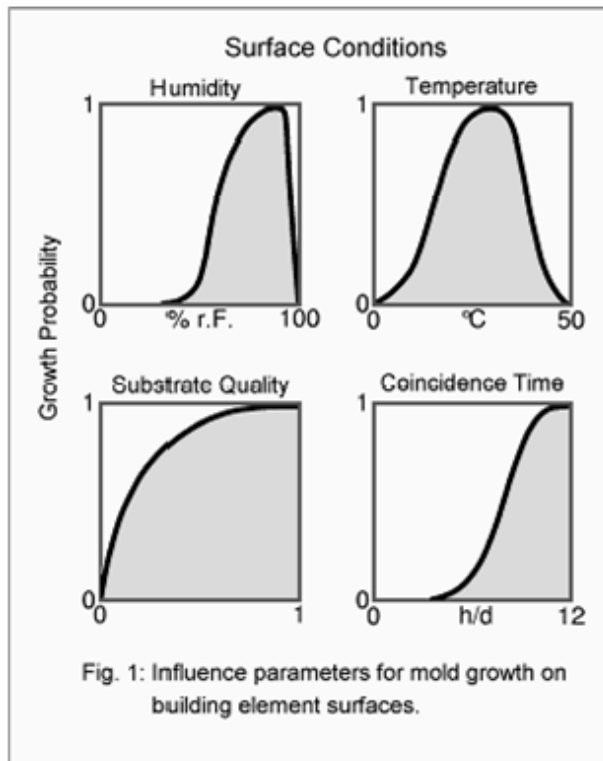 Surface Conditions
Humidity
Temperature
Growth Probability
1
0
0
% r.F.
100
1
0
0
°C
50
Substrate Quality
Coincidence Time
1
0
0
1
1
0
0
h/d
12
Fig. 1: Influence parameters for mold growth on
building element surfaces.